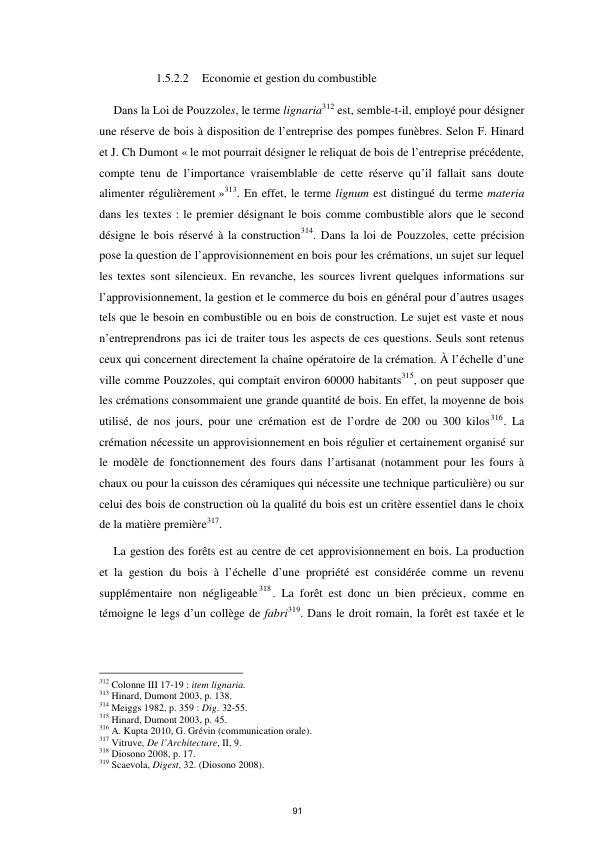 1.5.2.2 Economie et gestion du combustible
Dans la Loi de Pouzzoles, le terme lignaria312 est, semble-t-il, employé pour désigner
une réserve de bois à disposition de l’entreprise des pompes funèbres. Selon F. Hinard
et J. Ch Dumont « le mot pourrait désigner le reliquat de bois de l’entreprise précédente,
compte tenu de l’importance vraisemblable de cette réserve qu’il fallait sans doute
alimenter régulièrement »313. En effet, le terme lignum est distingué du terme materia
dans les textes : le premier désignant le bois comme combustible alors que le second
désigne le bois réservé à la construction314. Dans la loi de Pouzzoles, cette précision
pose la question de l’approvisionnement en bois pour les crémations, un sujet sur lequel
les textes sont silencieux. En revanche, les sources livrent quelques informations sur
l’approvisionnement, la gestion et le commerce du bois en général pour d’autres usages
tels que le besoin en combustible ou en bois de construction. Le sujet est vaste et nous
n’entreprendrons pas ici de traiter tous les aspects de ces questions. Seuls sont retenus
ceux qui concernent directement la chaîne opératoire de la crémation. À l’échelle d’une
ville comme Pouzzoles, qui comptait environ 60000 habitants315, on peut supposer que
les crémations consommaient une grande quantité de bois. En effet, la moyenne de bois
utilisé, de nos jours, pour une crémation est de l’ordre de 200 ou 300 kilos316. La
crémation nécessite un approvisionnement en bois régulier et certainement organisé sur
le modèle de fonctionnement des fours dans l’artisanat (notamment pour les fours à
chaux ou pour la cuisson des céramiques qui nécessite une technique particulière) ou sur
celui des bois de construction où la qualité du bois est un critère essentiel dans le choix
de la matière première317.
La gestion des forêts est au centre de cet approvisionnement en bois. La production
et la gestion du bois à l’échelle d’une propriété est considérée comme un revenu
supplémentaire non négligeable318. La forêt est donc un bien précieux, comme en
témoigne le legs d’un collège de fabri319. Dans le droit romain, la forêt est taxée et le
312 Colonne III 17-19 : item lignaria.
313 Hinard, Dumont 2003, p. 138.
314 Meiggs 1982, p. 359 : Dig. 32-55.
315 Hinard, Dumont 2003, p. 45.
316 A. Kupta 2010, G. Grévin (communication orale).
317 Vitruve, De l’Architecture, II, 9.
318 Diosono 2008, p. 17.
319 Scaevola, Digest, 32. (Diosono 2008).
91